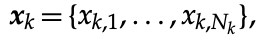 𝒙ₖ = {xₖ,₁, . . . , xₖ,Nₖ},